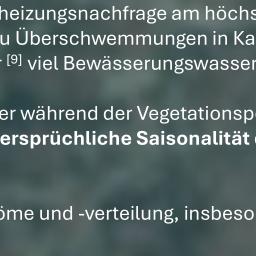 heizungsnachfrage am höchs
u Überschwemmungen in Ka
[9] viel Bewässerungswasser
er während der Vegetationsp
ersprüchliche Saisonalität
öme und -verteilung, insbeso